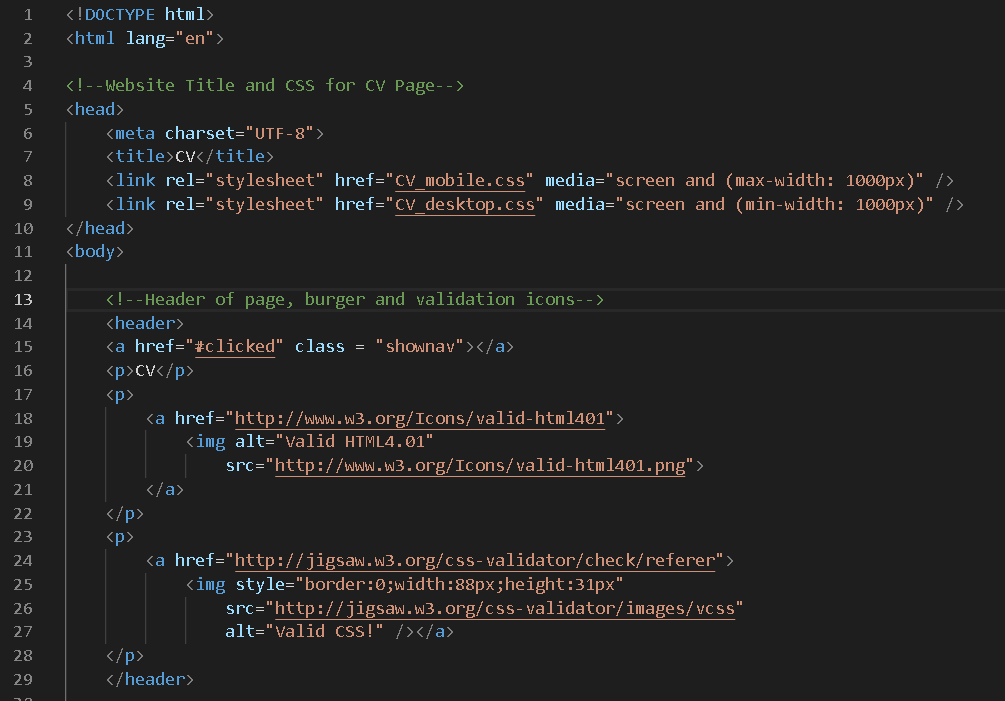 1 <!DOCTYPE html>
2 <html lang="en">
3
4 <!--Website Title and CSS for CV Page-->
5 <head>
6     <meta charset="UTF-8">
7     <title>CV</title>
8     <link rel="stylesheet" href="CV_mobile.css" media="screen and (max-width: 1000px)" />
9     <link rel="stylesheet" href="CV_desktop.css" media="screen and (min-width: 1000px)" />
10 </head>
11 <body>
12
13     <!--Header of page, burger and validation icons-->
14     <header>
15     <a href="#clicked" class = "shownav"></a>
16     <p>CV</p>
17     <p>
18         <a href="http://www.w3.org/Icons/valid-html401">
19             <img alt="Valid HTML4.01"
20                 src="http://www.w3.org/Icons/valid-html401.png">
21         </a>
22     </p>
23     <p>
24         <a href="http://jigsaw.w3.org/css-validator/check/referer">
25             <img style="border:0;width:88px;height:31px"
26                 src="http://jigsaw.w3.org/css-validator/images/vcss"
27                 alt="Valid CSS!" /></a>
28     </p>
29     </header>